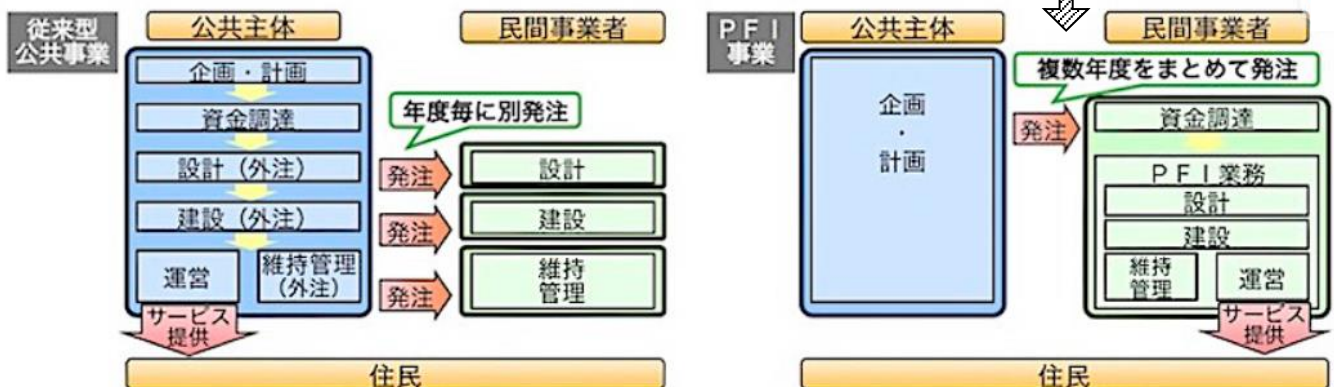 従来型
公共事業
公共主体
民間事業者
企画・計画
資金調達
設計（外注）
建設（外注）
運営
維持管理
（外注）
年度毎に別発注
発注
設計
発注
建設
発注
維持
管理
サービス
提供
住民
ＰＦＩ
事業
公共主体
民間事業者
複数年度をまとめて発注
企画
・
計画
発注
資金調達
ＰＦＩ業務
設計
建設
維持
管理
運営
サービス
提供
住民